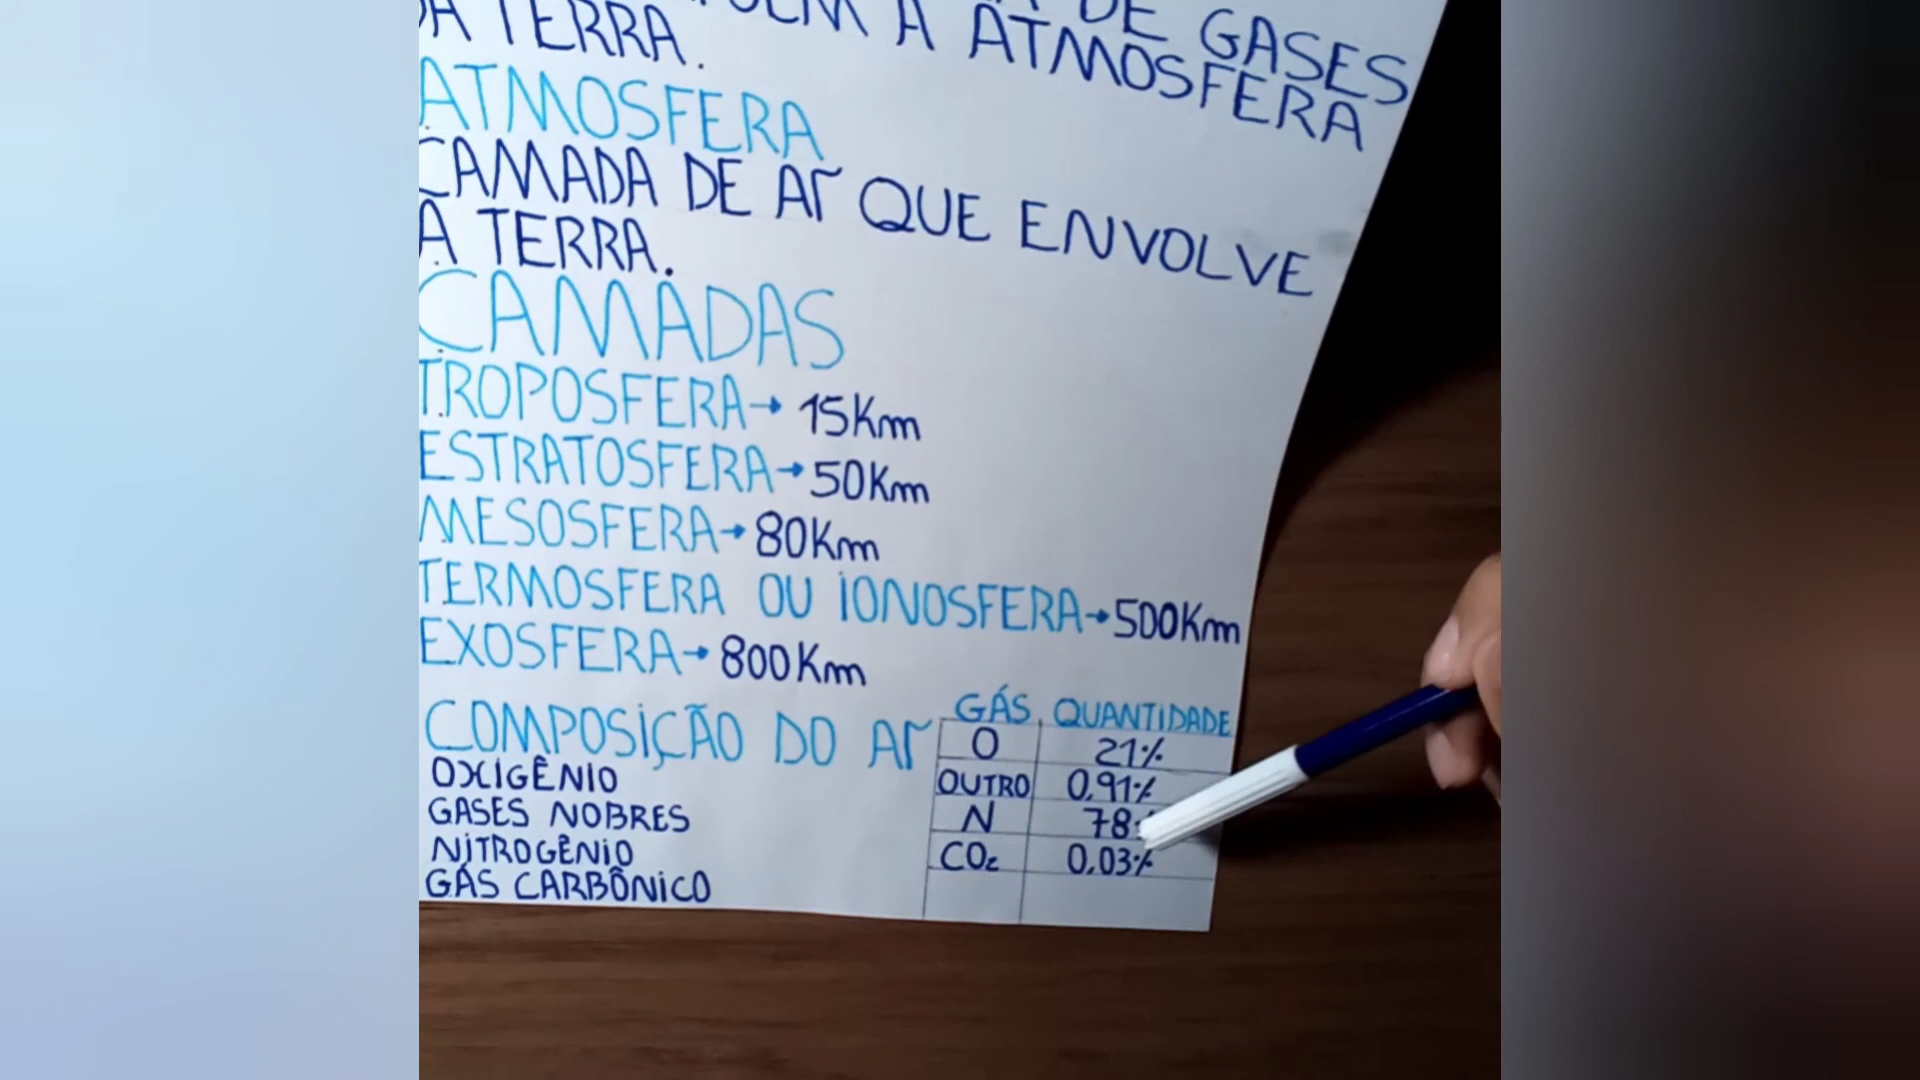 DE GASES
A ATMOSFERA
DA TERRA.
ATMOSFERA
CAMADA DE Ar QUE ENVOLVE
A TERRA.
CAMADAS
TROPOSFERA→ 15Km
ESTRATOSFERA→ 50Km
MESOSFERA→ 80Km
TERMOSFERA OU IONOSFERA→ 500Km
EXOSFERA→ 800Km
COMPOSIÇÃO DO Ar
OXIGÊNIO
GASES NOBRES
NITROGÊNIO
GÁS CARBÔNICO
GÁS QUANTIDADE
O 21%
OUTRO 0,91%
N 78
CO2 0,03%